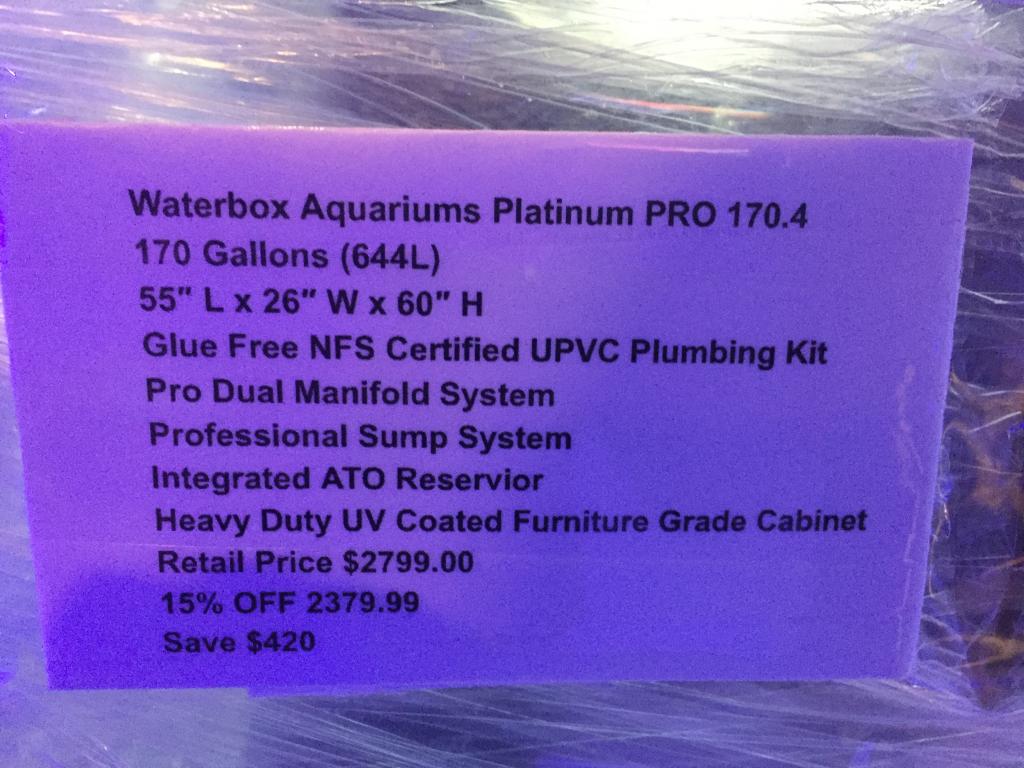 Waterbox Aquariums Platinum PRO 170.4
170 Gallons (644L)
55" L x 26" W x 60" H
Glue Free NFS Certified UPVC Plumbing Kit
Pro Dual Manifold System
Professional Sump System
Integrated ATO Reservior
Heavy Duty UV Coated Furniture Grade Cabinet
Retail Price $2799.00
15% OFF 2379.99
Save $420